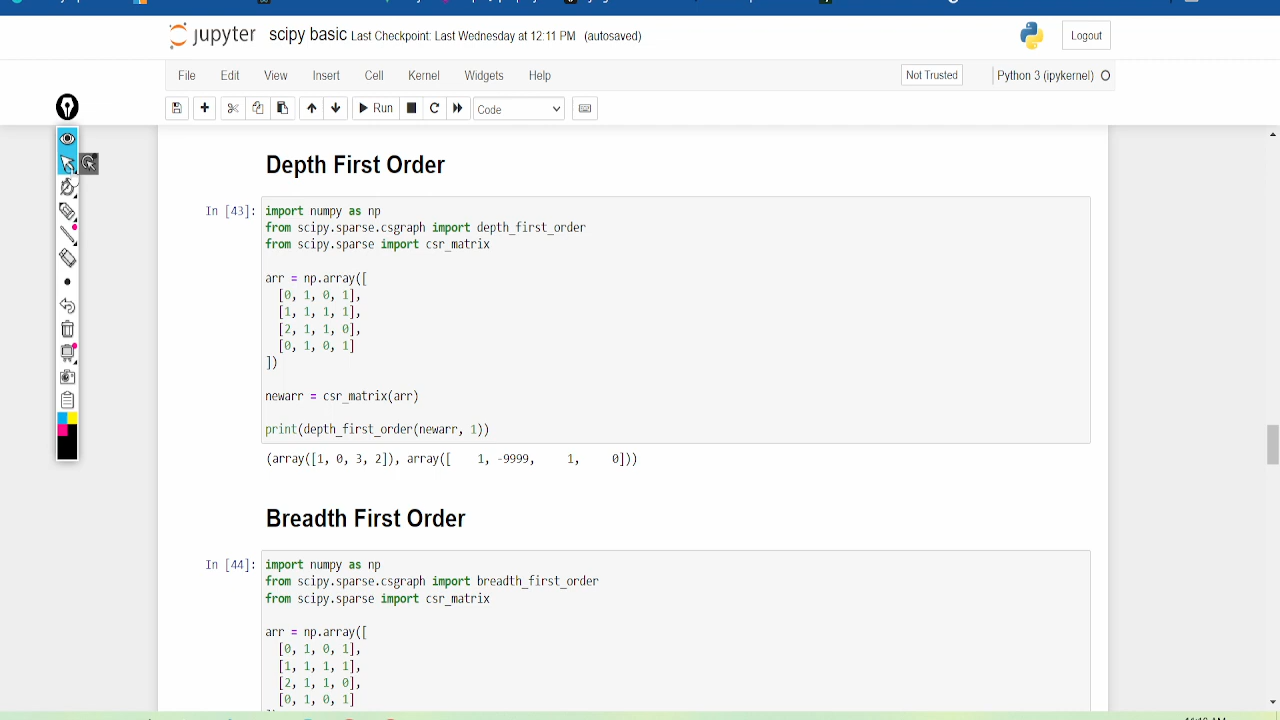 jupyter scipy basic Last Checkpoint: Last Wednesday at 12:11 PM (autosaved)
Logout
File Edit View Insert Cell Kernel Widgets Help
Not Trusted
Python 3 (ipykernel)
Run
Code
Depth First Order
In [43]:
import numpy as np
from scipy.sparse.csgraph import depth_first_order
from scipy.sparse import csr_matrix
arr = np.array([
[0, 1, 0, 1],
[1, 1, 1, 1],
[2, 1, 1, 0],
[0, 1, 0, 1]
])
newarr = csr_matrix(arr)
print(depth_first_order(newarr, 1))
(array([1, 0, 3, 2]), array([    1, -9999,     1,     0]))
Breadth First Order
In [44]:
import numpy as np
from scipy.sparse.csgraph import breadth_first_order
from scipy.sparse import csr_matrix
arr = np.array([
[0, 1, 0, 1],
[1, 1, 1, 1],
[2, 1, 1, 0],
[0, 1, 0, 1]